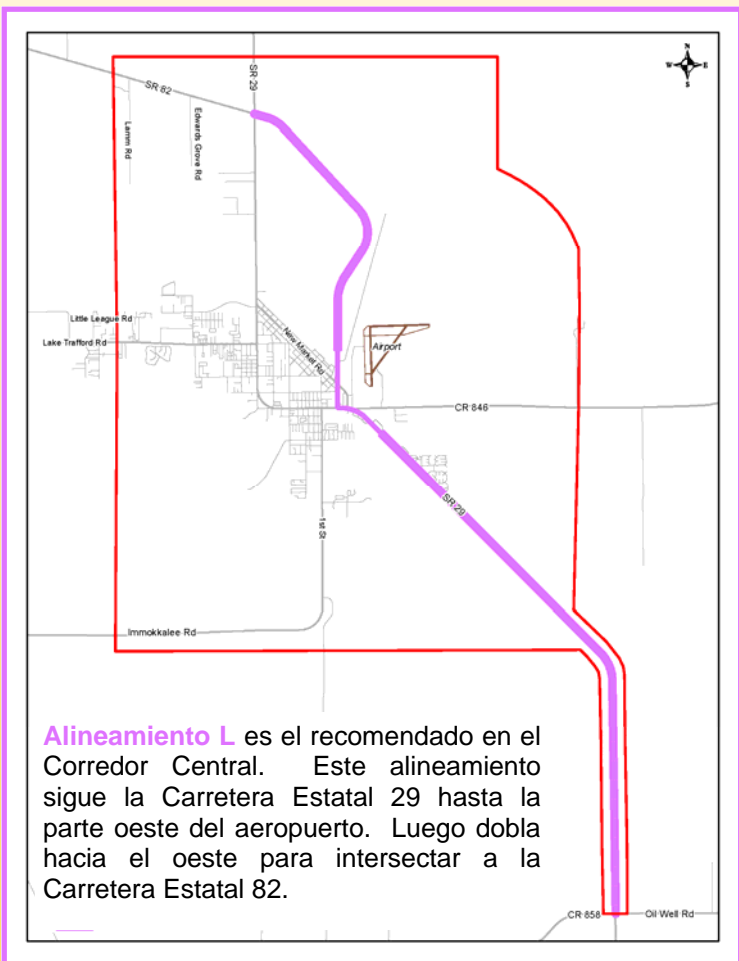 N
W E
S
SR 82
SR 29
Lamm Rd
Edwards Grove Rd
Little League Rd
Lake Trafford Rd
New Market Rd
Airport
CR 846
SR 29
1st St
Immokkalee Rd
Alineamiento L es el recomendado en el
Corredor Central. Este alineamiento
sigue la Carretera Estatal 29 hasta la
parte oeste del aeropuerto. Luego dobla
hacia el oeste para intersectar a la
Carretera Estatal 82.
CR 858
Oil Well Rd